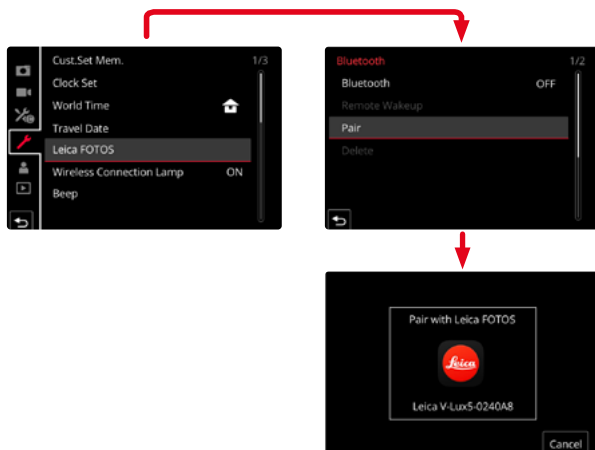 Cust.Set Mem. 1/3
Clock Set
World Time
Travel Date
Leica FOTOS
Wireless Connection Lamp ON
Beep
Bluetooth 1/2
Bluetooth OFF
Remote Wakeup
Pair
Delete
Pair with Leica FOTOS
Leica
Leica V-Lux5-0240A8
Cancel